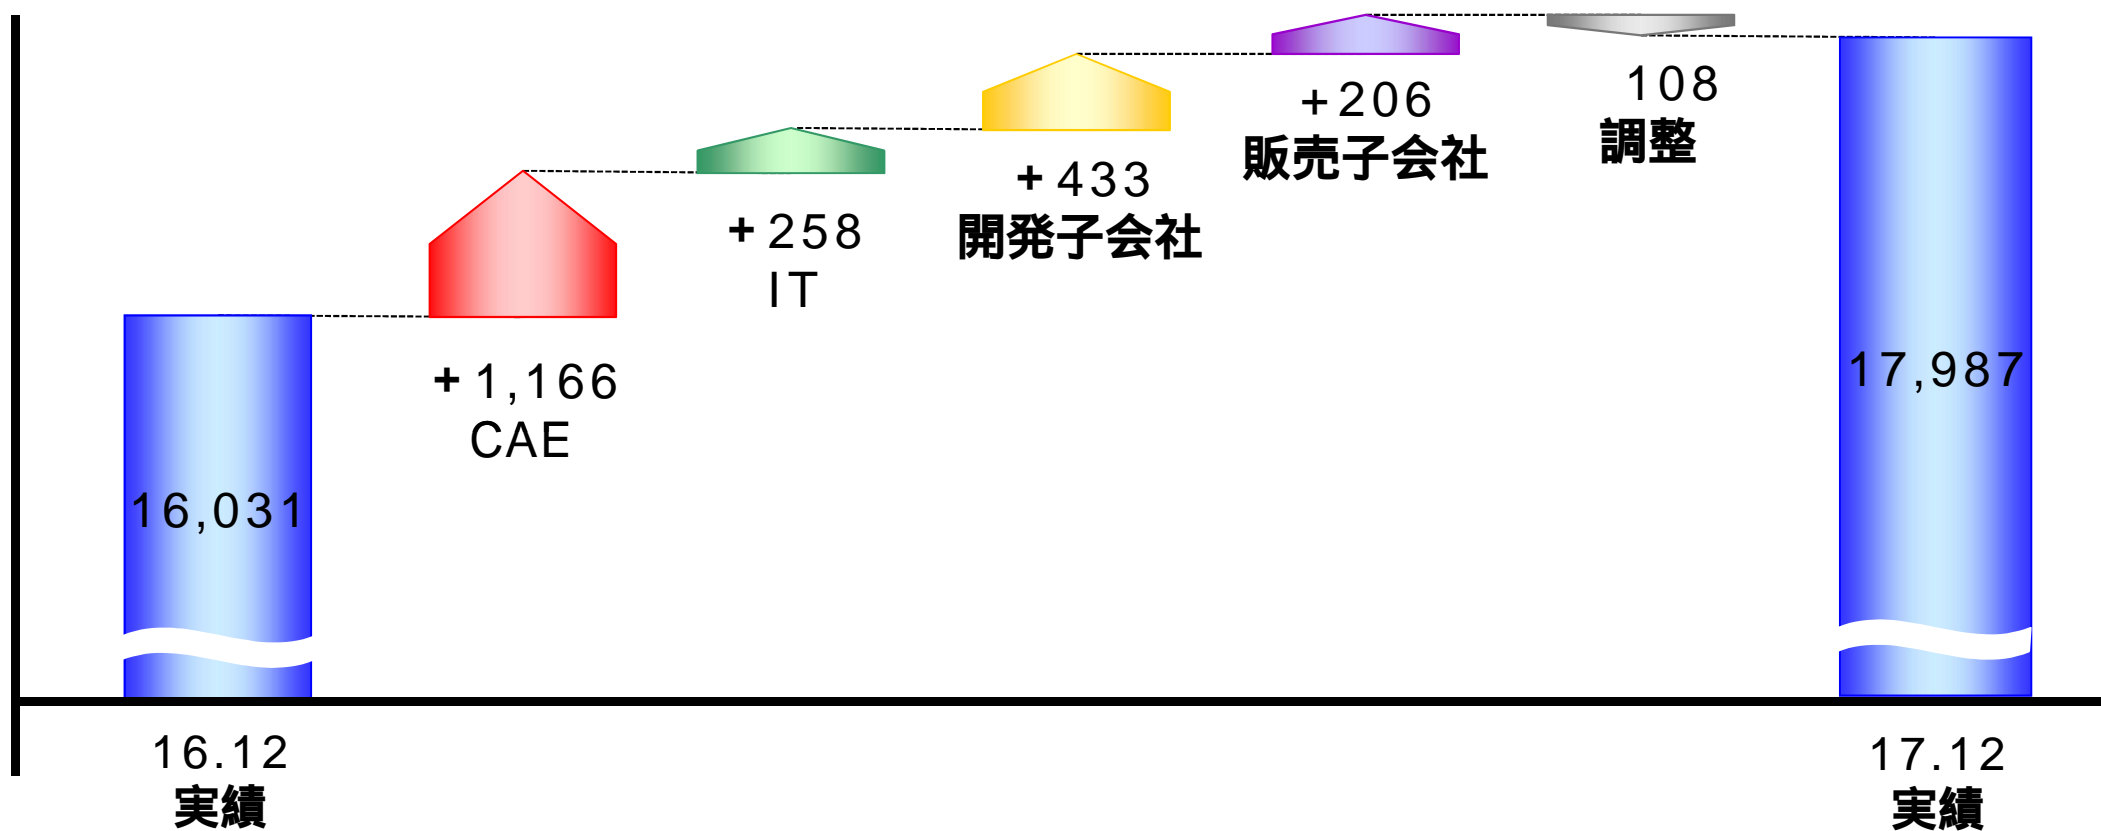 16,031
+1,166
CAE
+258
IT
+433
開発子会社
+206
販売子会社
108
調整
17,987
16.12
実績
17.12
実績